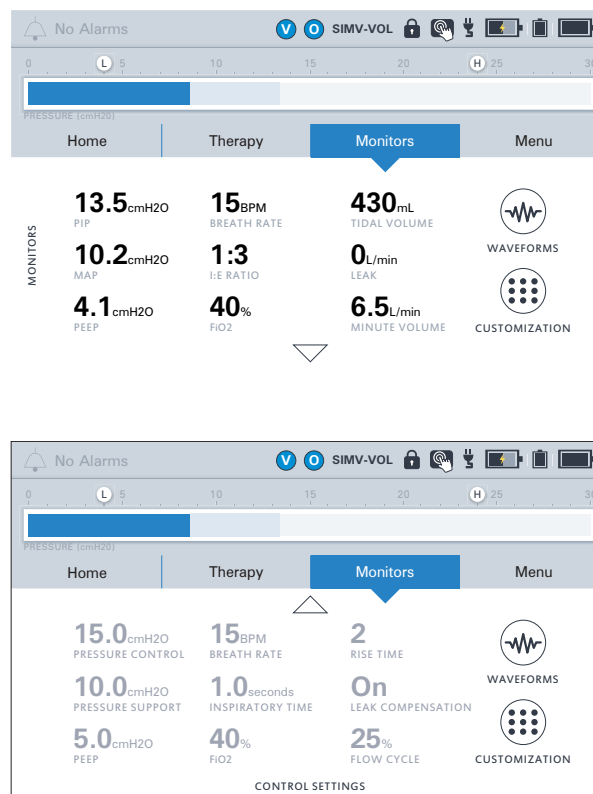 No Alarms V O SIMV-VOL
0 L 5 10 15 20 H 25 30
PRESSURE (cmH20)
Home Therapy Monitors Menu
MONITORS
13.5cmH2O 15BPM 430mL
PIP BREATH RATE TIDAL VOLUME
WAVEFORMS
10.2cmH2O 1:3 0L/min
MAP I:E RATIO LEAK
4.1cmH2O 40% 6.5L/min
PEEP FiO2 MINUTE VOLUME
CUSTOMIZATION
No Alarms V O SIMV-VOL
0 L 5 10 15 20 H 25 30
PRESSURE (cmH20)
Home Therapy Monitors Menu
15.0cmH2O 15BPM 2
PRESSURE CONTROL BREATH RATE RISE TIME
WAVEFORMS
10.0cmH2O 1.0seconds On
PRESSURE SUPPORT INSPIRATORY TIME LEAK COMPENSATION
5.0cmH2O 40% 25%
PEEP FiO2 FLOW CYCLE
CUSTOMIZATION
CONTROL SETTINGS